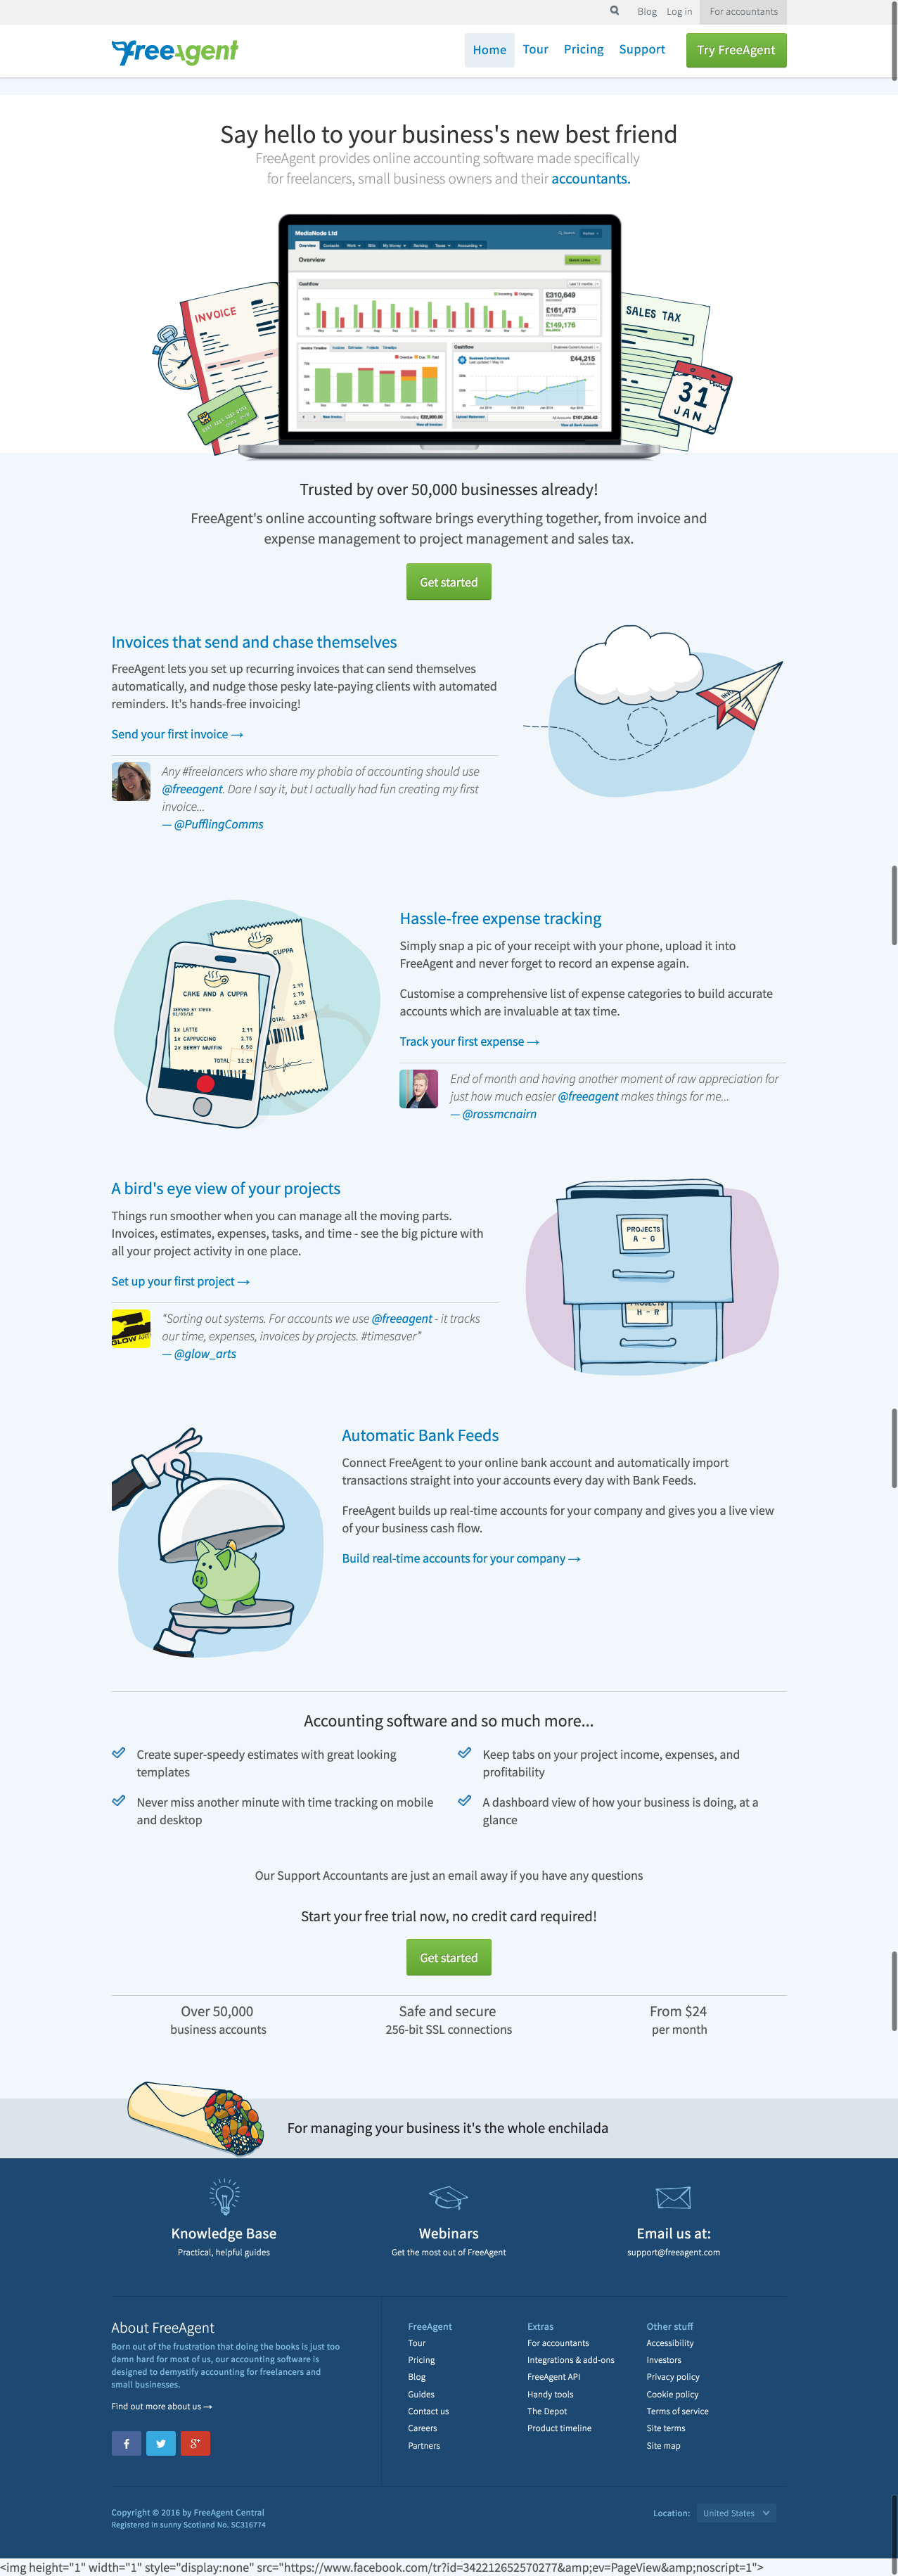 Blog Log in For accountants
freeagent
Home Tour Pricing Support Try FreeAgent
Say hello to your business's new best friend
FreeAgent provides online accounting software made specifically
for freelancers, small business owners and their accountants.
MediaNode Ltd
Overview
Overview
Cashflow
£310,649
£161,473
£149,176
Cashflow
£44,215
INVOICE
SALES TAX
31
JAN
Trusted by over 50,000 businesses already!
FreeAgent's online accounting software brings everything together, from invoice and
expense management to project management and sales tax.
Get started
Invoices that send and chase themselves
FreeAgent lets you set up recurring invoices that can send themselves
automatically, and nudge those pesky late-paying clients with automated
reminders. It's hands-free invoicing!
Send your first invoice →
Any #freelancers who share my phobia of accounting should use
@freeagent. Dare I say it, but I actually had fun creating my first
invoice...
— @PufflingComms
Hassle-free expense tracking
Simply snap a pic of your receipt with your phone, upload it into
FreeAgent and never forget to record an expense again.
Customise a comprehensive list of expense categories to build accurate
accounts which are invaluable at tax time.
Track your first expense →
End of month and having another moment of raw appreciation for
just how much easier @freeagent makes things for me...
— @rossmcnairn
CUPPA
CAKE AND A CUPPA
SERVED BY STEVE
1x LATTE
1x CAPPUCCINO 2.75
2x BERRY MUFFIN 6.50
TOTAL 12.24
A bird's eye view of your projects
Things run smoother when you can manage all the moving parts.
Invoices, estimates, expenses, tasks, and time - see the big picture with
all your project activity in one place.
Set up your first project →
“Sorting out systems. For accounts we use @freeagent - it tracks
our time, expenses, invoices by projects. #timesaver”
— @glow_arts
GLOW ARTS
PROJECTS
A - G
PROJECTS
H - R
Automatic Bank Feeds
Connect FreeAgent to your online bank account and automatically import
transactions straight into your accounts every day with Bank Feeds.
FreeAgent builds up real-time accounts for your company and gives you a live view
of your business cash flow.
Build real-time accounts for your company →
Accounting software and so much more...
Create super-speedy estimates with great looking
templates
Keep tabs on your project income, expenses, and
profitability
Never miss another minute with time tracking on mobile
and desktop
A dashboard view of how your business is doing, at a
glance
Our Support Accountants are just an email away if you have any questions
Start your free trial now, no credit card required!
Get started
Over 50,000
business accounts
Safe and secure
256-bit SSL connections
From $24
per month
For managing your business it's the whole enchilada
Knowledge Base
Practical, helpful guides
Webinars
Get the most out of FreeAgent
Email us at:
support@freeagent.com
About FreeAgent
Born out of the frustration that doing the books is just too
damn hard for most of us, our accounting software is
designed to demystify accounting for freelancers and
small businesses.
Find out more about us →
FreeAgent
Tour
Pricing
Blog
Guides
Contact us
Careers
Partners
Extras
For accountants
Integrations & add-ons
FreeAgent API
Handy tools
The Depot
Product timeline
Other stuff
Accessibility
Investors
Privacy policy
Cookie policy
Terms of service
Site terms
Site map
Copyright © 2016 by FreeAgent Central
Registered in sunny Scotland No. SC316774
Location: United States
<img height="1" width="1" style="display:none" src="https://www.facebook.com/tr?id=342212652570277&amp;ev=PageView&amp;noscript=1">